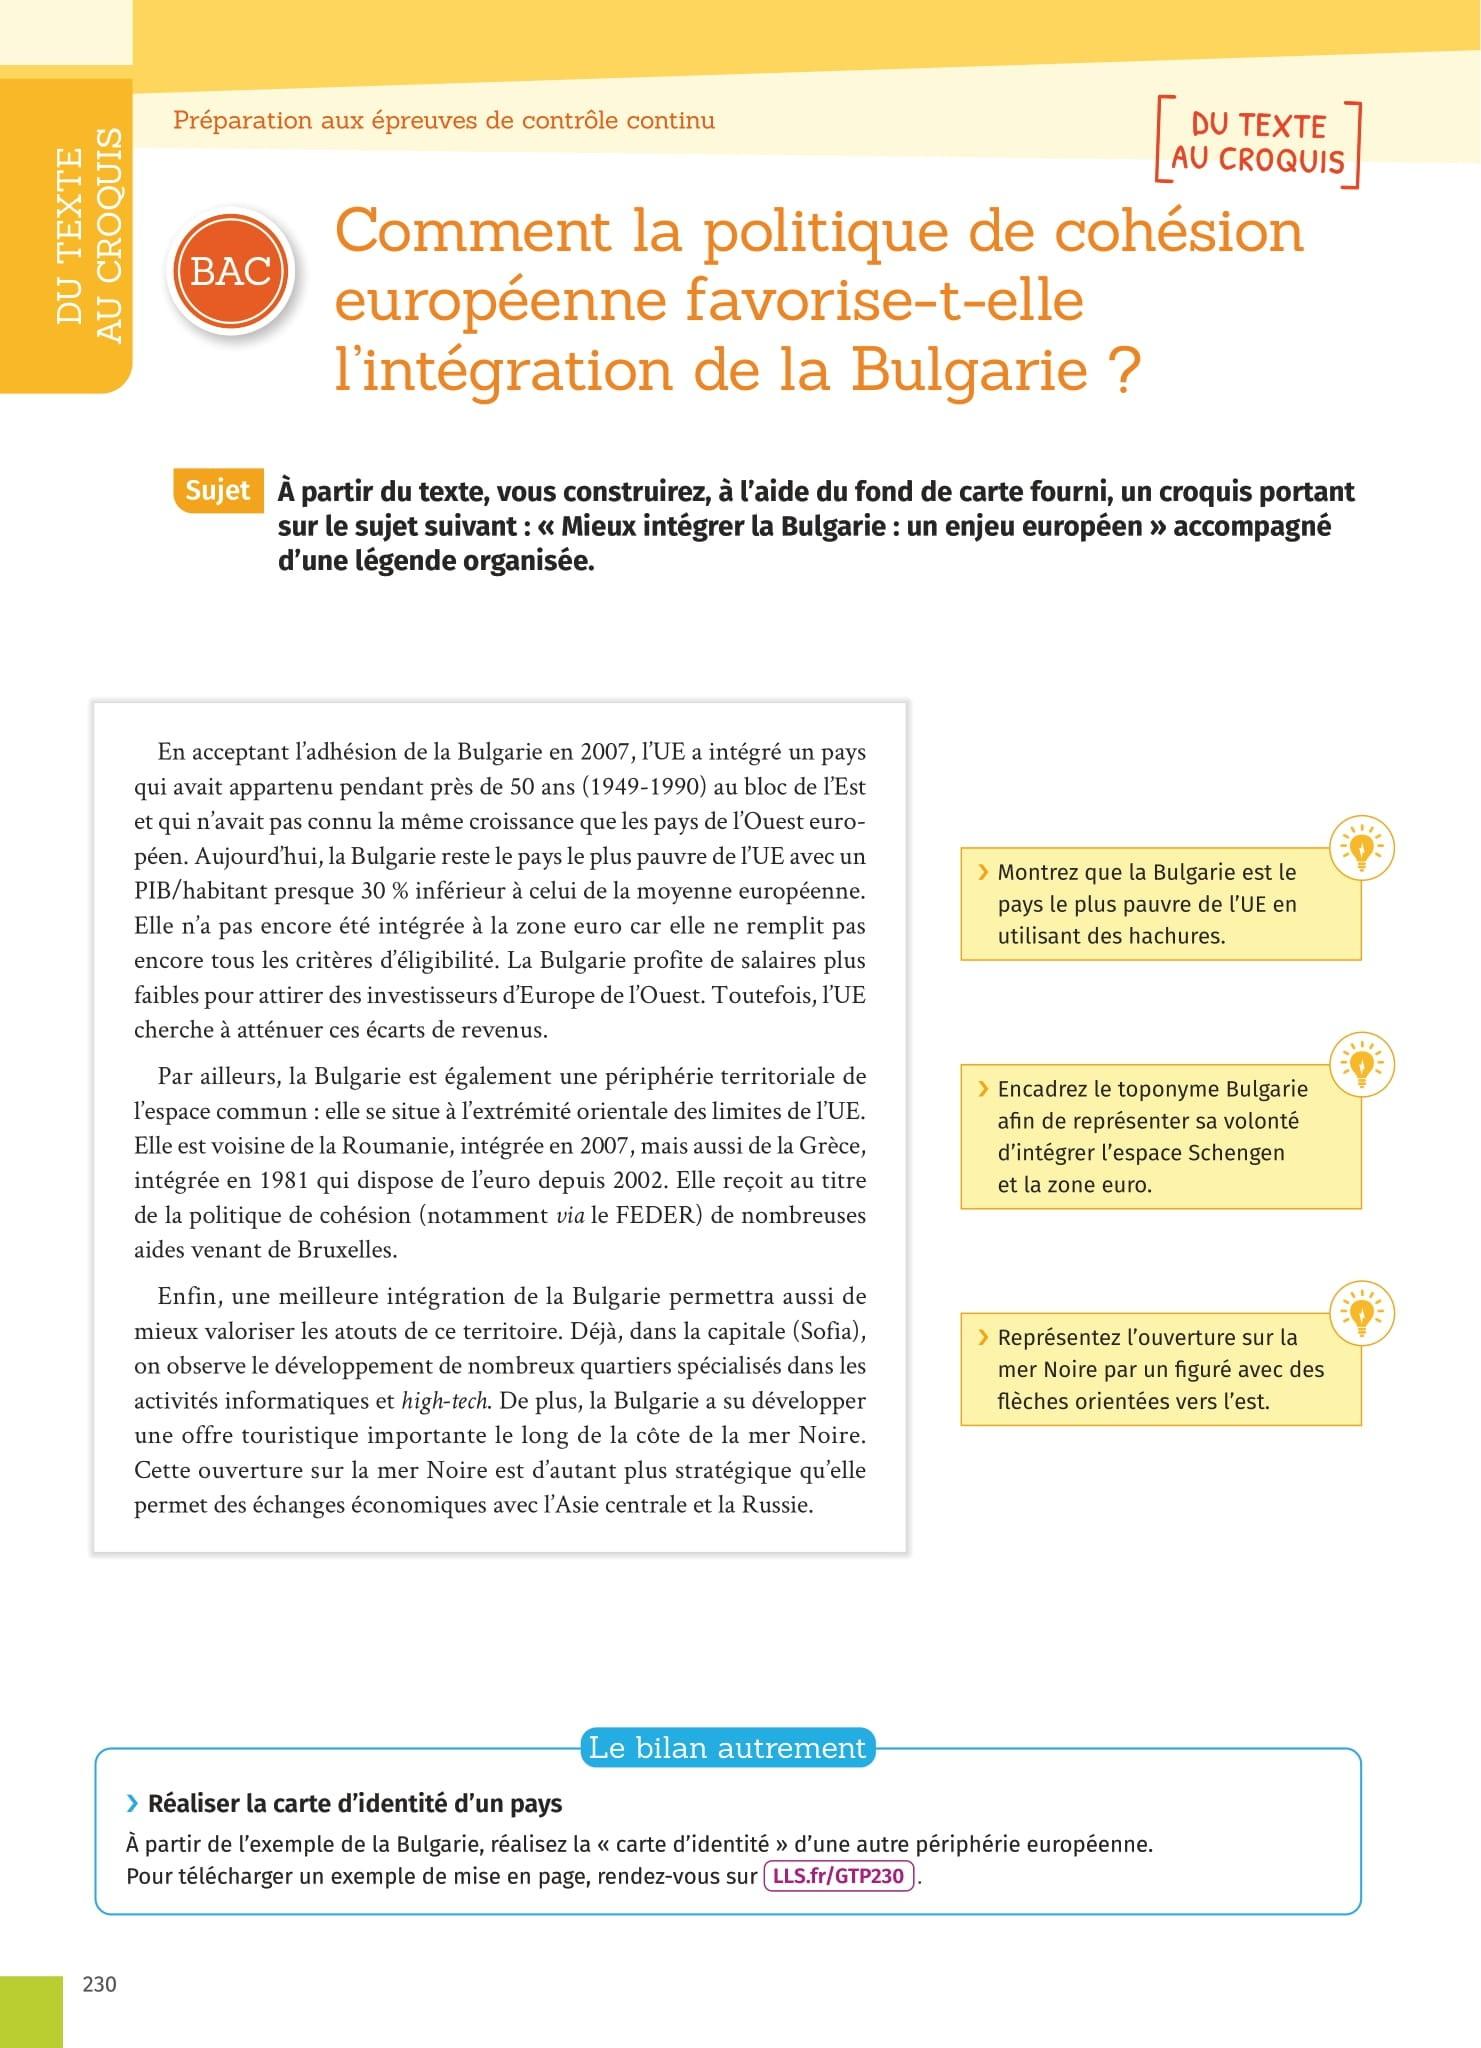 DU TEXTE
AU CROQUIS
Préparation aux épreuves de contrôle continu
DU TEXTE
AU CROQUIS
BAC
Comment la politique de cohésion
européenne favorise-t-elle
l'intégration de la Bulgarie ?
Sujet
À partir du texte, vous construirez, à l'aide du fond de carte fourni, un croquis portant
sur le sujet suivant : « Mieux intégrer la Bulgarie : un enjeu européen » accompagné
d'une légende organisée.
En acceptant l'adhésion de la Bulgarie en 2007, l'UE a intégré un pays
qui avait appartenu pendant près de 50 ans (1949-1990) au bloc de l'Est
et qui n'avait pas connu la même croissance que les pays de l'Ouest euro-
péen. Aujourd'hui, la Bulgarie reste le pays le plus pauvre de l'UE avec un
PIB/habitant presque 30 % inférieur à celui de la moyenne européenne.
Elle n'a pas encore été intégrée à la zone euro car elle ne remplit pas
encore tous les critères d'éligibilité. La Bulgarie profite de salaires plus
faibles pour attirer des investisseurs d'Europe de l'Ouest. Toutefois, l'UE
cherche à atténuer ces écarts de revenus.
Par ailleurs, la Bulgarie est également une périphérie territoriale de
l'espace commun : elle se situe à l'extrémité orientale des limites de l'UE.
Elle est voisine de la Roumanie, intégrée en 2007, mais aussi de la Grèce,
intégrée en 1981 qui dispose de l'euro depuis 2002. Elle reçoit au titre
de la politique de cohésion (notamment via le FEDER) de nombreuses
aides venant de Bruxelles.
Enfin, une meilleure intégration de la Bulgarie permettra aussi de
mieux valoriser les atouts de ce territoire. Déjà, dans la capitale (Sofia),
on observe le développement de nombreux quartiers spécialisés dans les
activités informatiques et high-tech. De plus, la Bulgarie a su développer
une offre touristique importante le long de la côte de la mer Noire.
Cette ouverture sur la mer Noire est d'autant plus stratégique qu'elle
permet des échanges économiques avec l'Asie centrale et la Russie.
› Montrez que la Bulgarie est le
pays le plus pauvre de l'UE en
utilisant des hachures.
› Encadrez le toponyme Bulgarie
afin de représenter sa volonté
d'intégrer l'espace Schengen
et la zone euro.
› Représentez l'ouverture sur la
mer Noire par un figuré avec des
flèches orientées vers l'est.
Le bilan autrement
› Réaliser la carte d'identité d'un pays
À partir de l'exemple de la Bulgarie, réalisez la « carte d'identité » d'une autre périphérie européenne.
Pour télécharger un exemple de mise en page, rendez-vous sur LLS.fr/GTP230 .
230